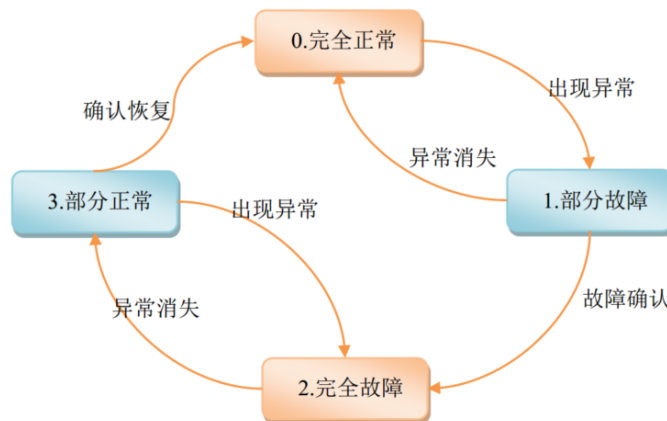 0.完全正常
出现异常
确认恢复
异常消失
3.部分正常
1.部分故障
出现异常
异常消失
故障确认
2.完全故障